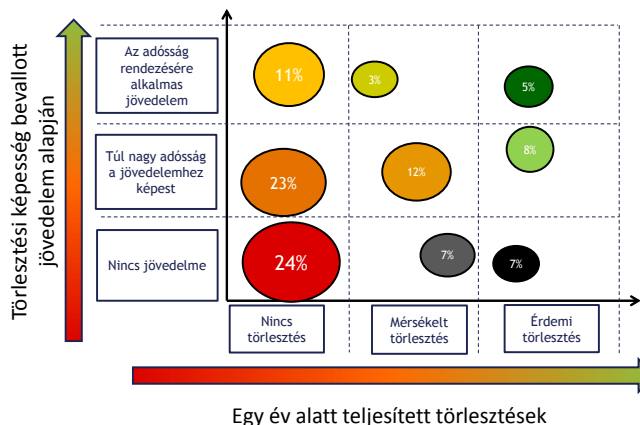 Törlesztési képesség bevallott
jövedelem alapján
Az adósság
rendezésére
alkalmas
jövedelem
11%
3%
5%
Túl nagy adósság
a jövedelemhez
képest
23%
12%
8%
Nincs jövedelme
24%
7%
7%
Nincs
törlesztés
Mérsékelt
törlesztés
Érdemi
törlesztés
Egy év alatt teljesített törlesztések